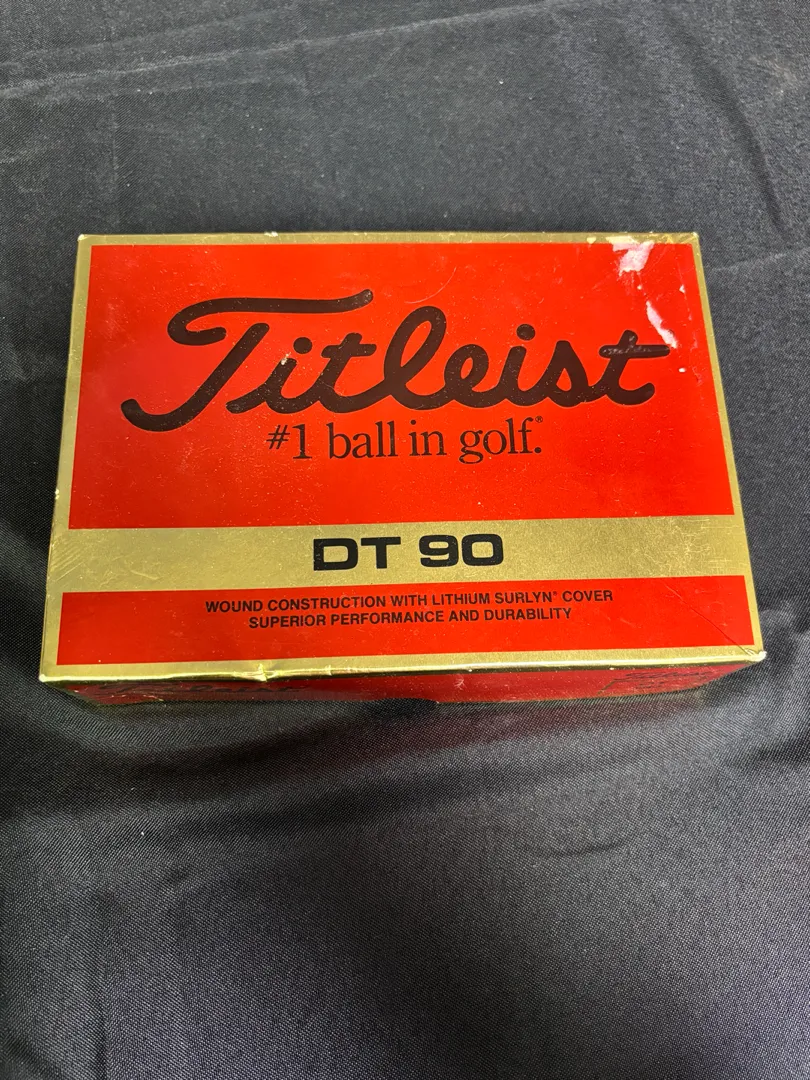 Titleist
#1 ball in golf.®
DT 90
WOUND CONSTRUCTION WITH LITHIUM SURLYN® COVER
SUPERIOR PERFORMANCE AND DURABILITY